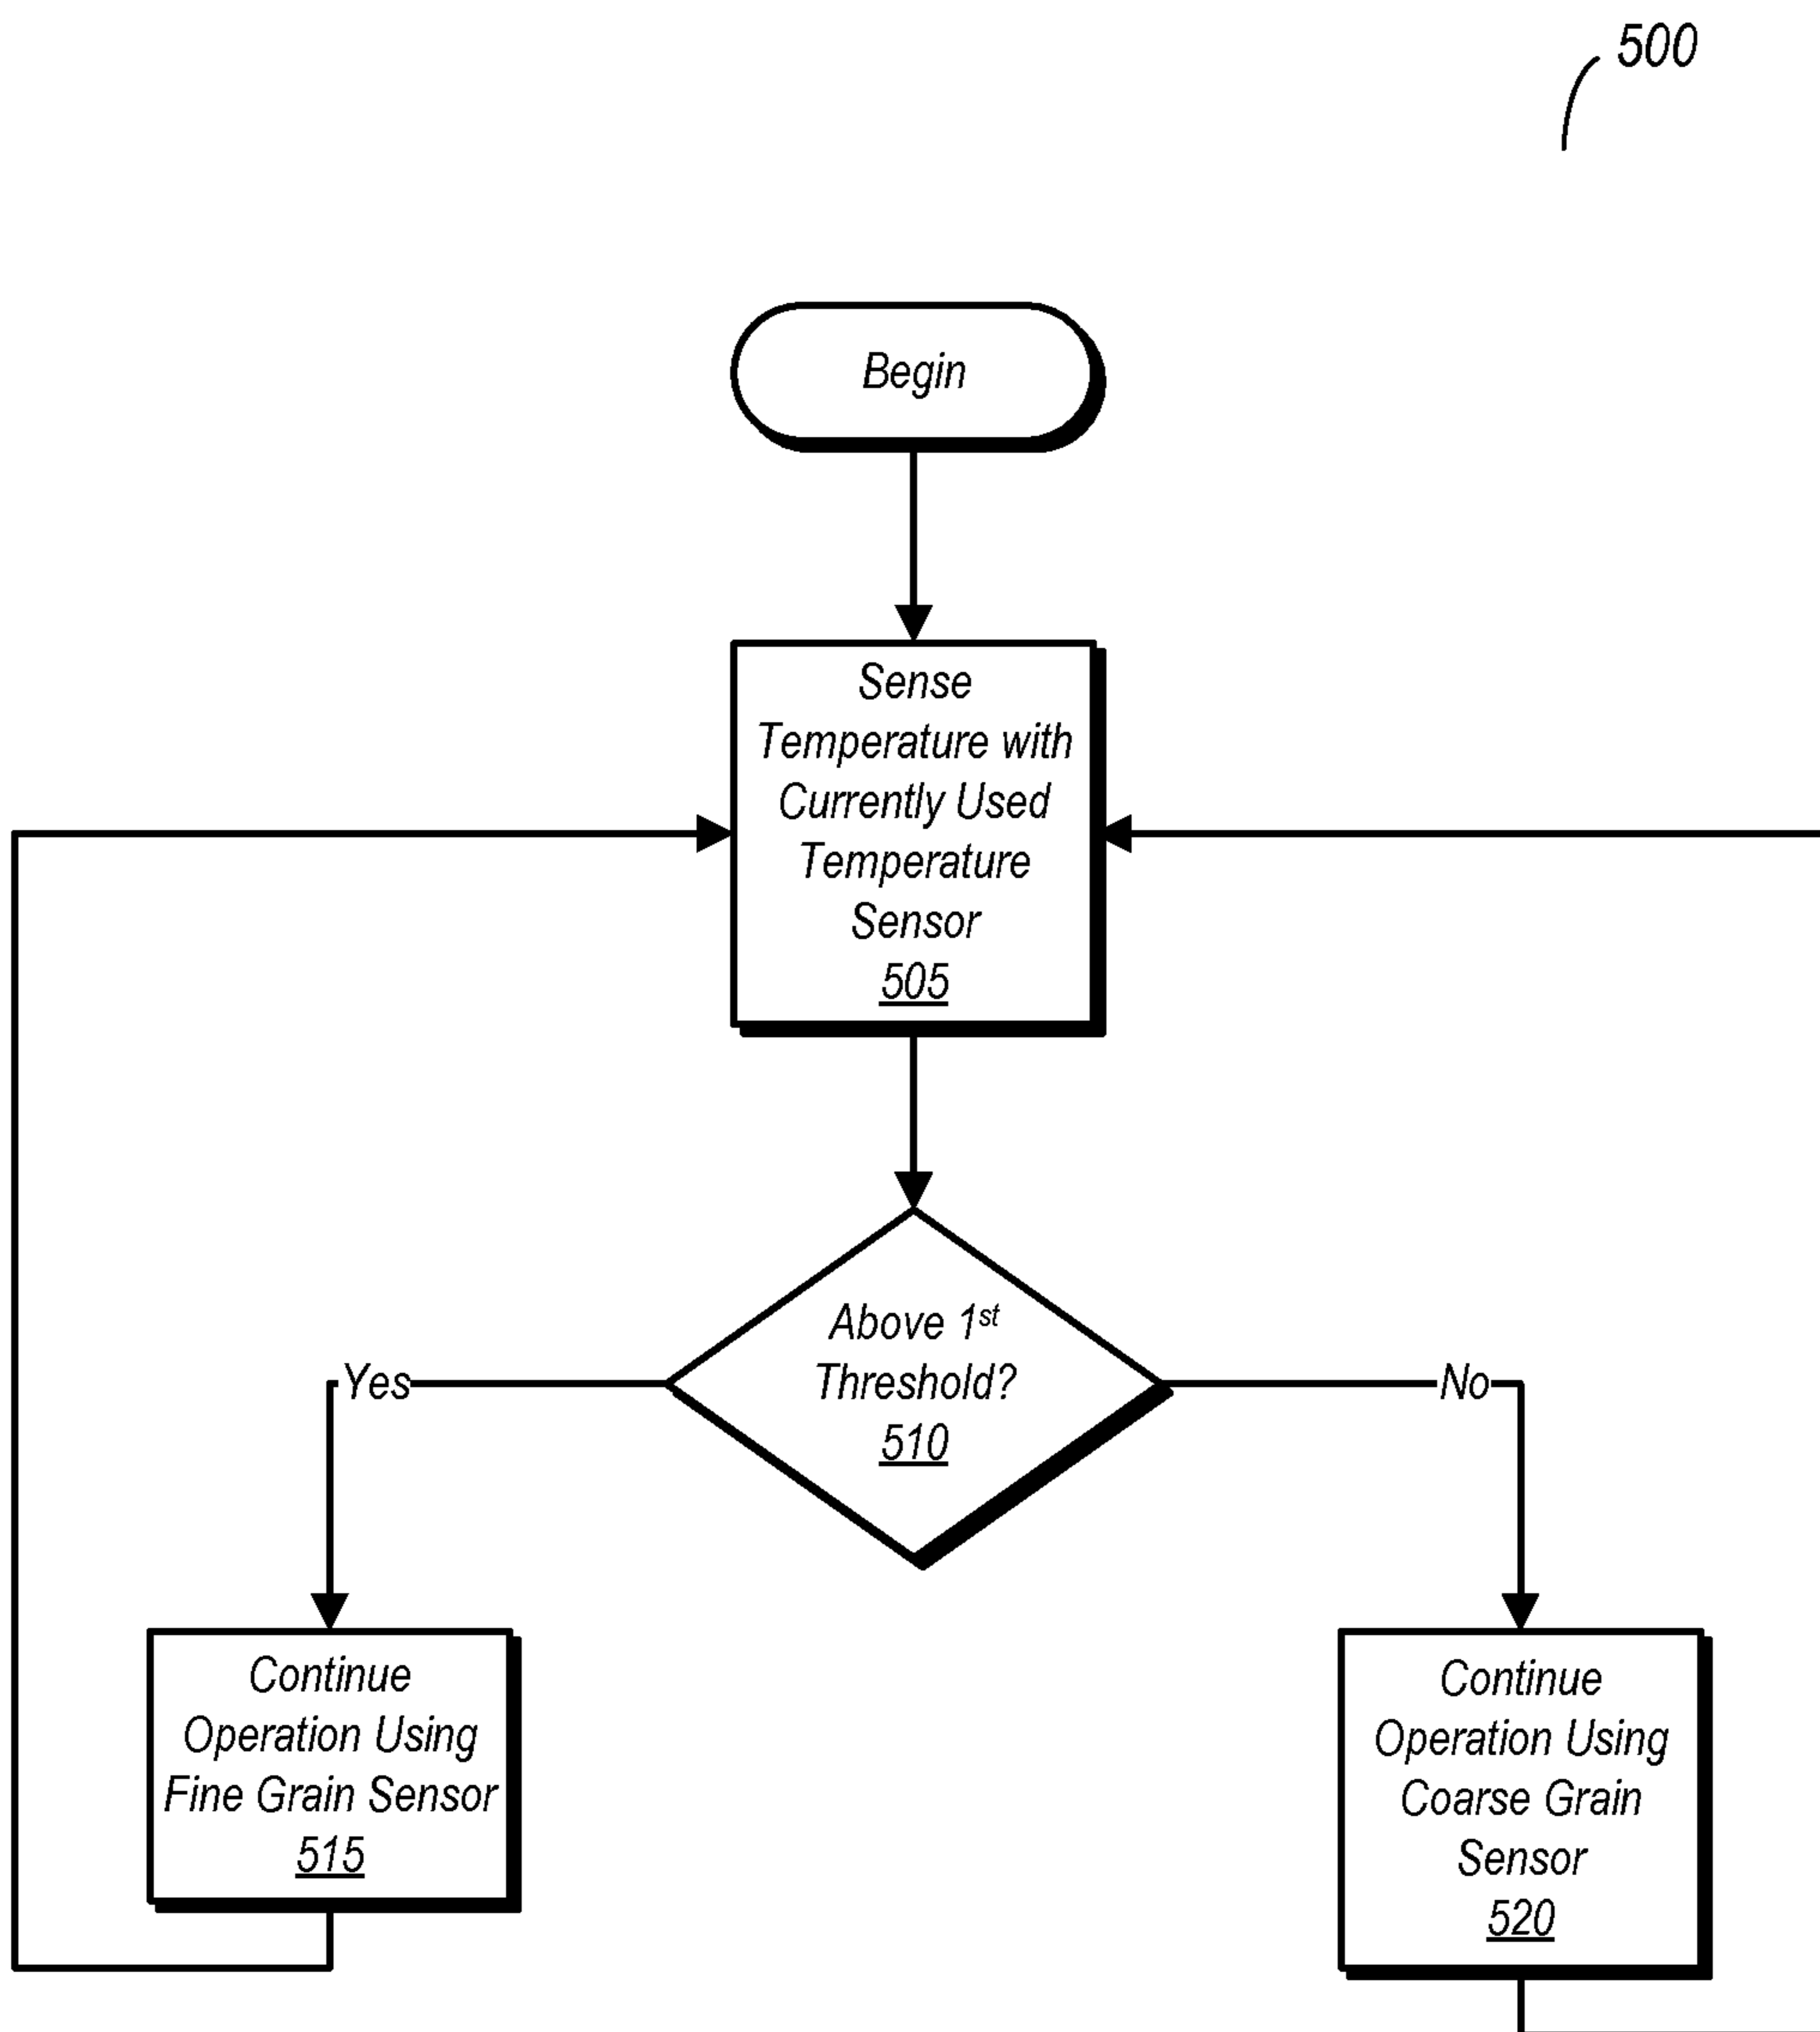 500
Begin
Sense
Temperature with
Currently Used
Temperature
Sensor
505
Above 1st
Threshold?
510
Yes
No
Continue
Operation Using
Fine Grain Sensor
515
Continue
Operation Using
Coarse Grain
Sensor
520